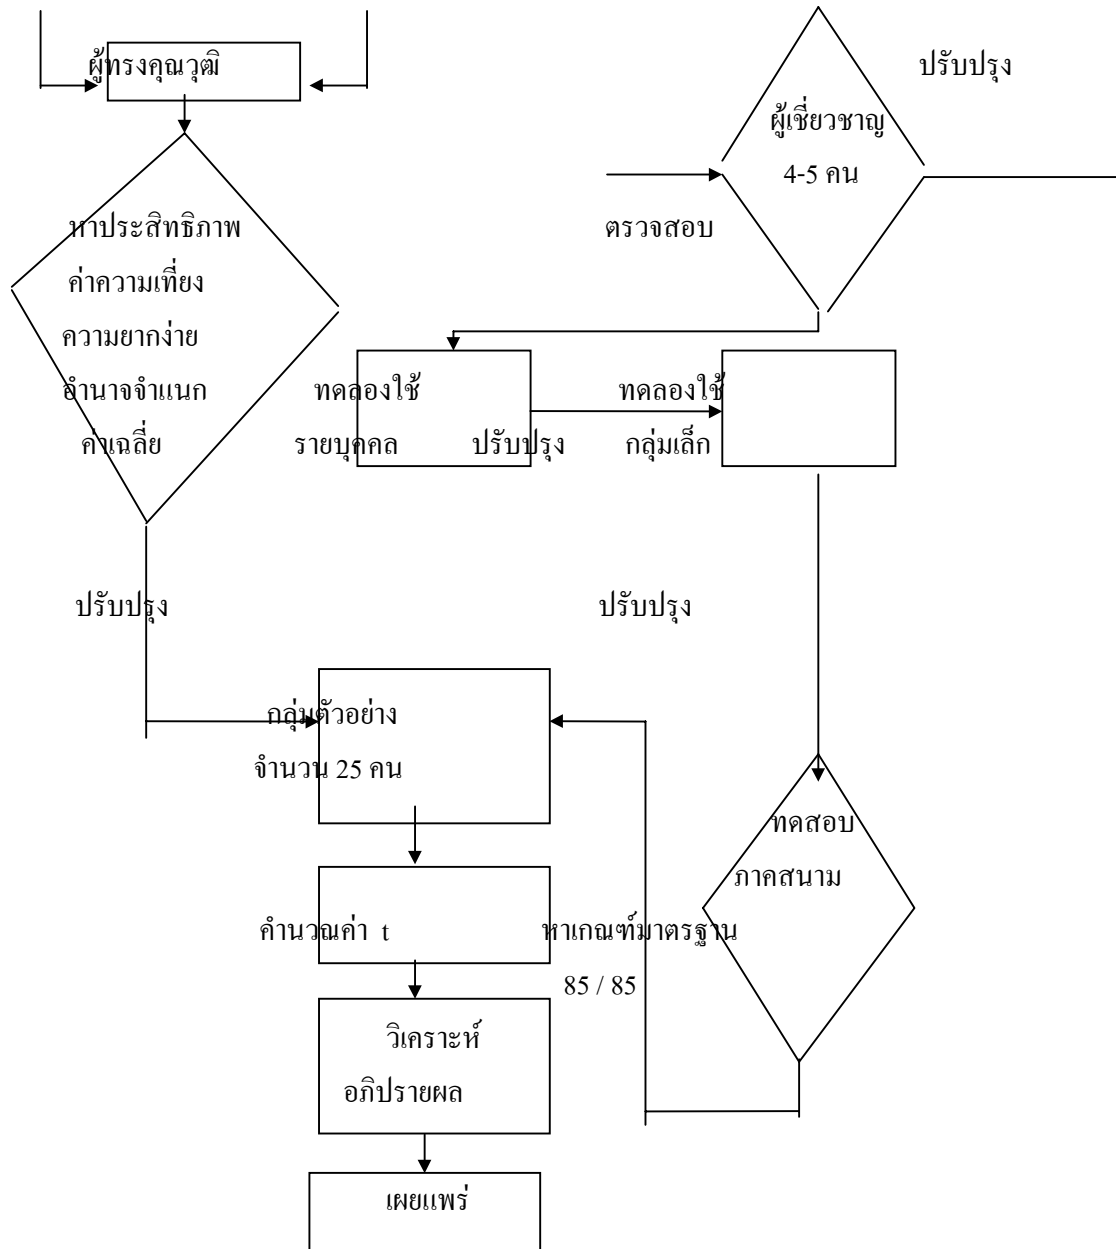 ผู้ทรงคุณวุฒิ
ปรับปรุง
ผู้เชี่ยวชาญ
4-5 คน
ตรวจสอบ
หาประสิทธิภาพ
ค่าความเที่ยง
ความยากง่าย
อำนาจจำแนก
ค่าเฉลี่ย
ทดลองใช้
รายบุคคล
ปรับปรุง
ทดลองใช้
กลุ่มเล็ก
ปรับปรุง
ปรับปรุง
กลุ่มตัวอย่าง
จำนวน 25 คน
ทดสอบ
ภาคสนาม
คำนวณค่า t
หาเกณฑ์มาตรฐาน
85 / 85
วิเคราะห์
อภิปรายผล
เผยแพร่